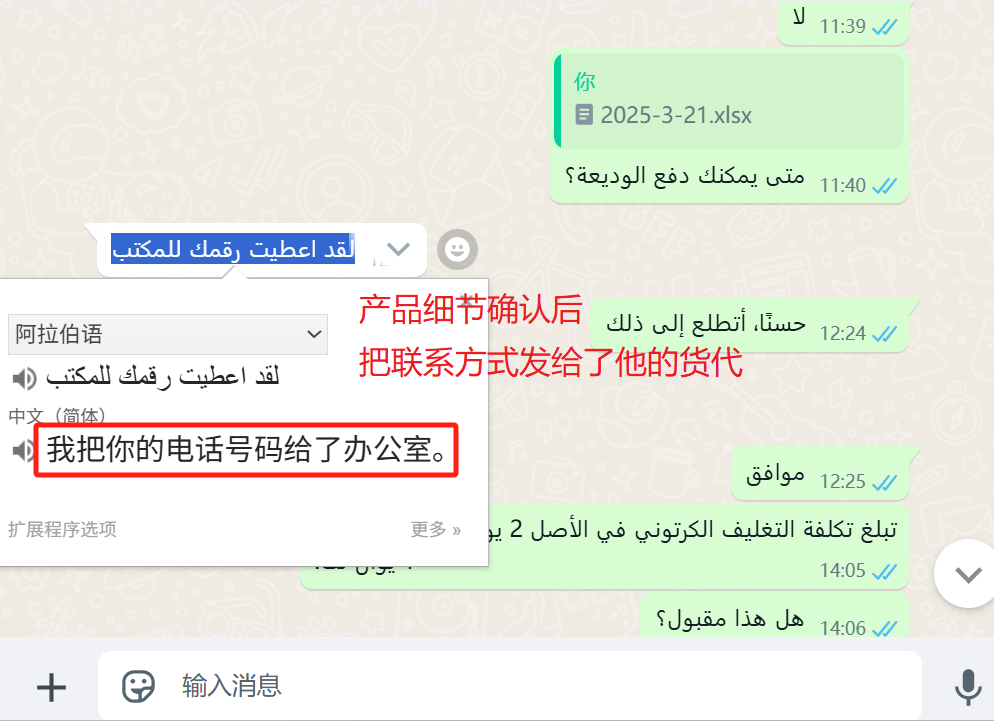 لا
11:39
你
2025-3-21.xlsx
متى يمكنك دفع الوديعة؟
11:40
لقد اعطيت رقمك للمكتب
产品细节确认后
حسنًا، أتطلع إلى ذلك
12:24
阿拉伯语
把联系方式发给了他的货代
لقد اعطيت رقمك للمكتب
中文（简体）
我把你的电话号码给了办公室。
موافق
12:25
扩展程序选项
更多 »
تبلغ تكلفة التغليف الكرتوني في الأصل 2 يو
14:05
هل هذا مقبول؟
14:06
输入消息